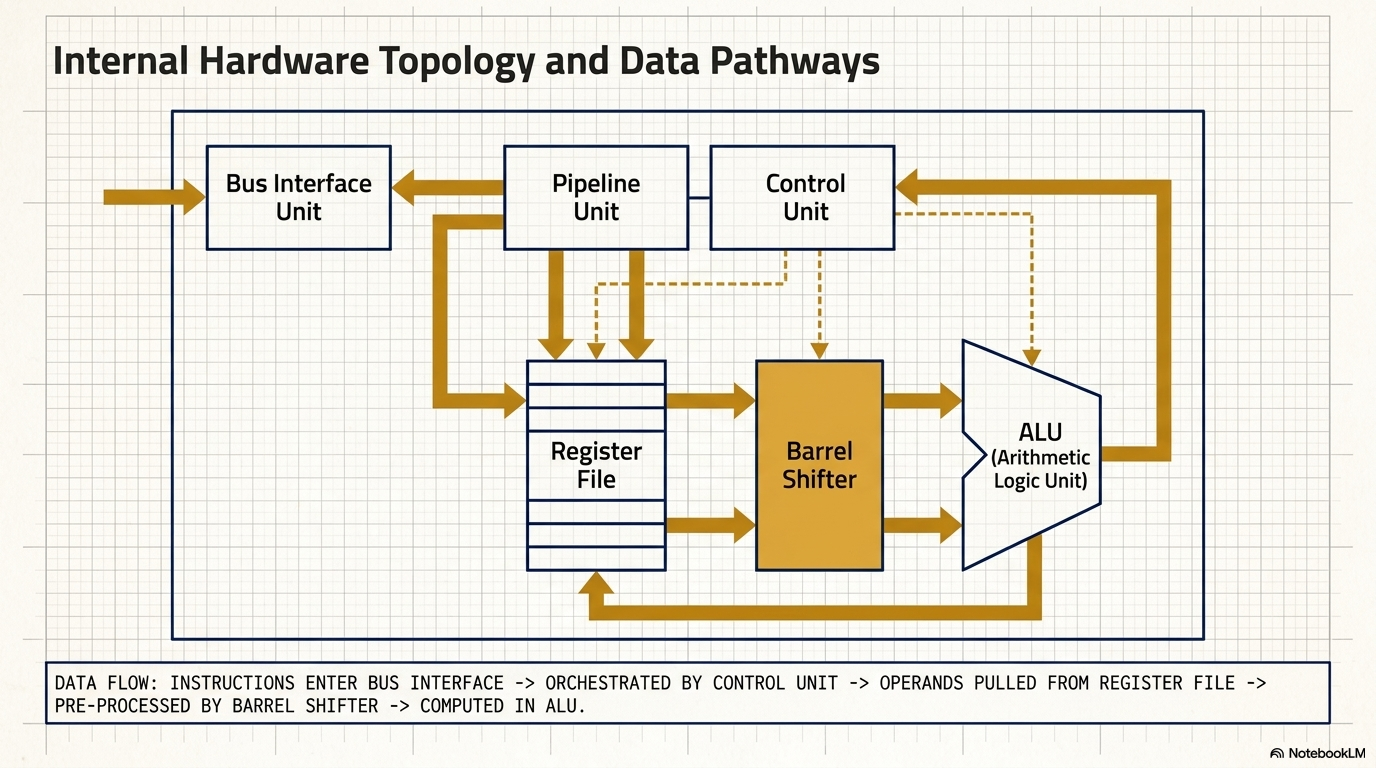 Internal Hardware Topology and Data Pathways
Bus Interface
Unit
Pipeline
Unit
Control
Unit
Register
File
Barrel
Shifter
ALU
(Arithmetic
Logic Unit)
DATA FLOW: INSTRUCTIONS ENTER BUS INTERFACE -> ORCHESTRATED BY CONTROL UNIT -> OPERANDS PULLED FROM REGISTER FILE ->
PRE-PROCESSED BY BARREL SHIFTER -> COMPUTED IN ALU.
NotebookLM